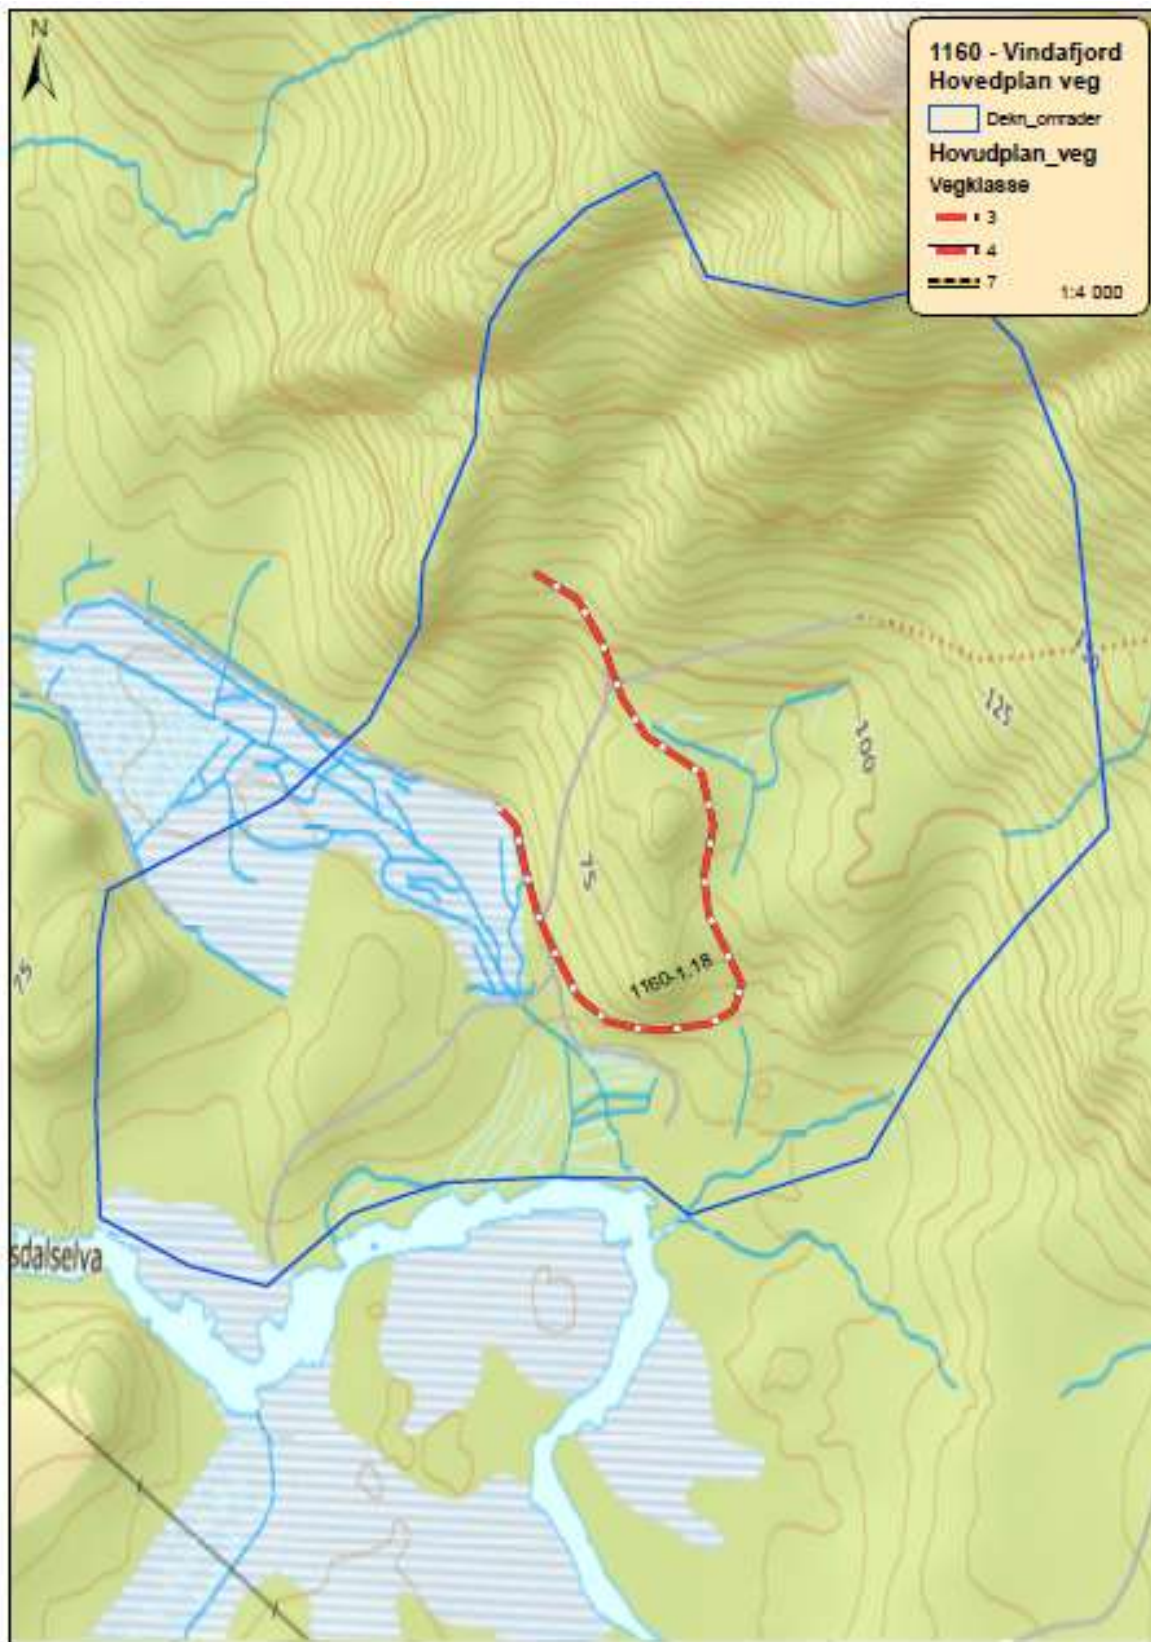 N
1160 - Vindafjord
Hovedplan veg
Dekn_omrader
Hovudplan_veg
Vegklasse
3
4
7
1:4 000
125
100
75
1160-1.18
75
sdalselva